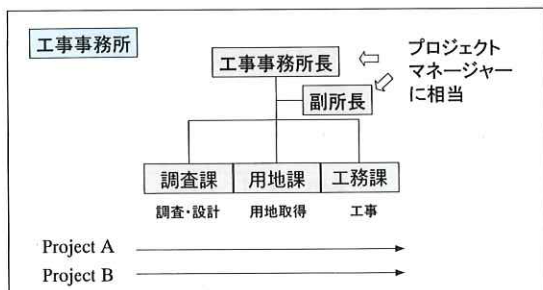 工事事務所
工事事務所長
プロジェクト
マネージャー
に相当
副所長
調査課 用地課 工務課
調査・設計 用地取得 工事
Project A
Project B